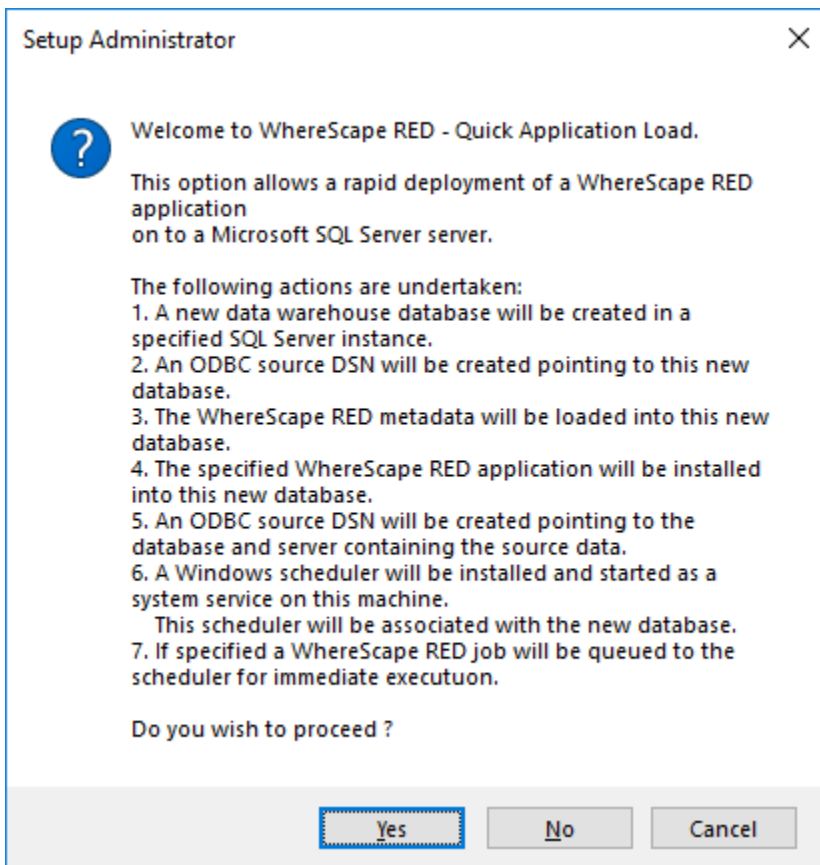 Setup Administrator
Welcome to WhereScape RED - Quick Application Load.
This option allows a rapid deployment of a WhereScape RED
application
on to a Microsoft SQL Server server.
The following actions are undertaken:
1. A new data warehouse database will be created in a
specified SQL Server instance.
2. An ODBC source DSN will be created pointing to this new
database.
3. The WhereScape RED metadata will be loaded into this new
database.
4. The specified WhereScape RED application will be installed
into this new database.
5. An ODBC source DSN will be created pointing to the
database and server containing the source data.
6. A Windows scheduler will be installed and started as a
system service on this machine.
This scheduler will be associated with the new database.
7. If specified a WhereScape RED job will be queued to the
scheduler for immediate executuon.
Do you wish to proceed ?
Yes No Cancel